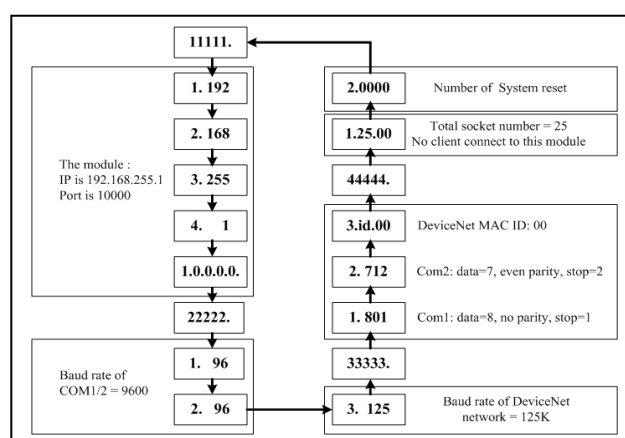 11111.
1. 192
2. 168
3. 255
4. 1
1.0.0.0.0.
The module :
IP is 192.168.255.1
Port is 10000
22222.
1. 96
2. 96
Baud rate of
COM1/2 = 9600
3. 125
Baud rate of DeviceNet
network = 125K
33333.
1. 801
Com1: data=8, no parity, stop=1
2. 712
Com2: data=7, even parity, stop=2
3.id.00
DeviceNet MAC ID: 00
44444.
1.25.00
Total socket number = 25
No client connect to this module
2.0000
Number of System reset